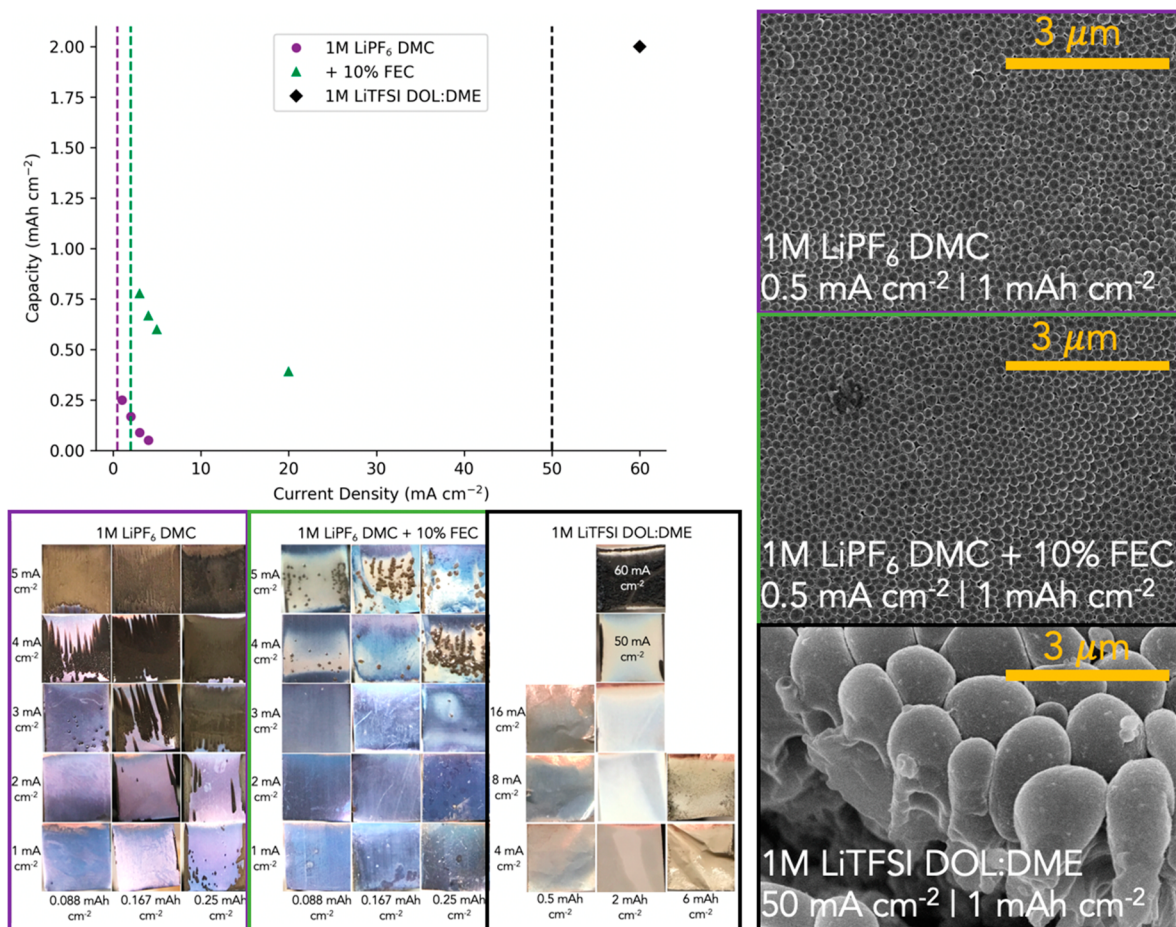 2.00
1.75
1.50
1.25
1.00
0.75
0.50
0.25
0.00
Capacity (mAh cm⁻²)
0 10 20 30 40 50 60
Current Density (mA cm⁻²)
1M LiPF₆ DMC
+ 10% FEC
1M LiTFSI DOL:DME
3 μm
1M LiPF₆ DMC
0.5 mA cm⁻² | 1 mAh cm⁻²
3 μm
1M LiPF₆ DMC + 10% FEC
0.5 mA cm⁻² | 1 mAh cm⁻²
3 μm
1M LiTFSI DOL:DME
50 mA cm⁻² | 1 mAh cm⁻²
1M LiPF₆ DMC
5 mA
cm⁻²
4 mA
cm⁻²
3 mA
cm⁻²
2 mA
cm⁻²
1 mA
cm⁻²
0.088 mAh 0.167 mAh 0.25 mAh
cm⁻² cm⁻² cm⁻²
1M LiPF₆ DMC + 10% FEC
5 mA
cm⁻²
4 mA
cm⁻²
3 mA
cm⁻²
2 mA
cm⁻²
1 mA
cm⁻²
0.088 mAh 0.167 mAh 0.25 mAh
cm⁻² cm⁻² cm⁻²
1M LiTFSI DOL:DME
60 mA
cm⁻²
50 mA
cm⁻²
16 mA
cm⁻²
8 mA
cm⁻²
4 mA
cm⁻²
0.5 mAh 2 mAh 6 mAh
cm⁻² cm⁻² cm⁻²